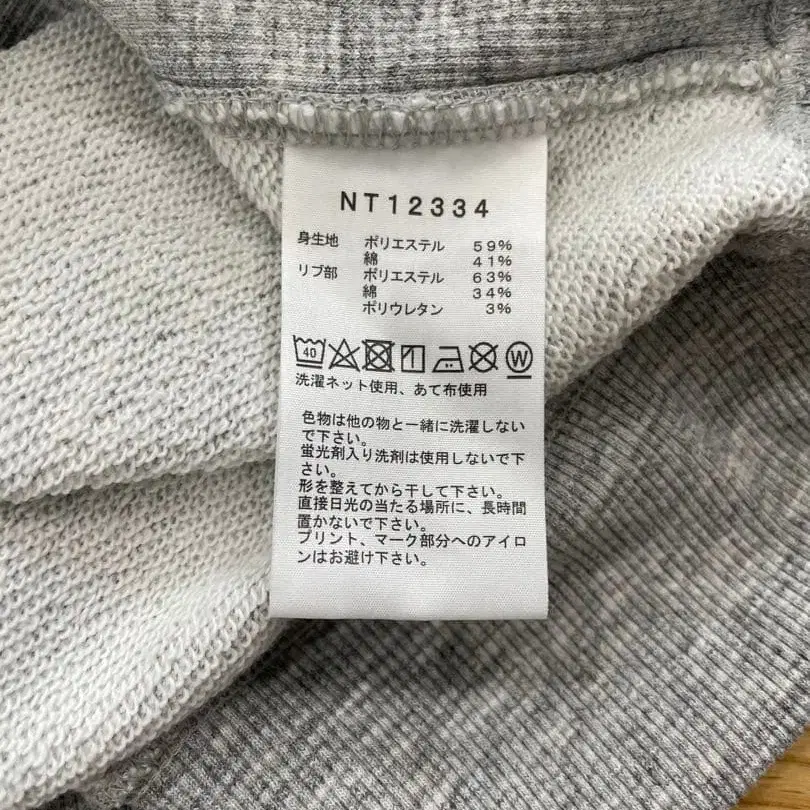 NT12334
身生地 ポリエステル 59%
綿 41%
リブ部 ポリエステル 63%
綿 34%
ポリウレタン 3%
40 W
洗濯ネット使用、あて布使用
色物は他の物と一緒に洗濯しない
で下さい。
蛍光剤入り洗剤は使用しないで下
さい。
形を整えてから干して下さい。
直接日光の当たる場所に、長時間
置かないで下さい。
プリント、マーク部分へのアイロ
ンはお避け下さい。